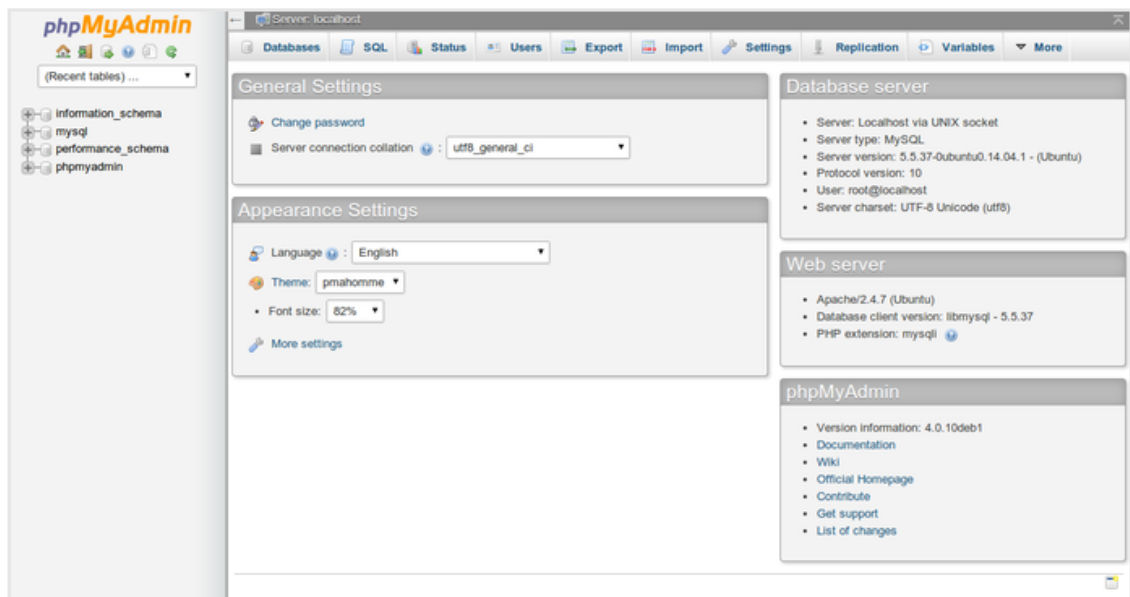 phpMyAdmin
(Recent tables) ...
information_schema
mysql
performance_schema
phpmyadmin
Server: localhost
Databases SQL Status Users Export Import Settings Replication Variables More
General Settings
Change password
Server connection collation : utf8_general_ci
Appearance Settings
Language : English
Theme: pmahomme
Font size: 82%
More settings
Database server
Server: Localhost via UNIX socket
Server type: MySQL
Server version: 5.5.37-0ubuntu0.14.04.1 - (Ubuntu)
Protocol version: 10
User: root@localhost
Server charset: UTF-8 Unicode (utf8)
Web server
Apache/2.4.7 (Ubuntu)
Database client version: libmysql - 5.5.37
PHP extension: mysqli
phpMyAdmin
Version information: 4.0.10deb1
Documentation
Wiki
Official Homepage
Contribute
Get support
List of changes